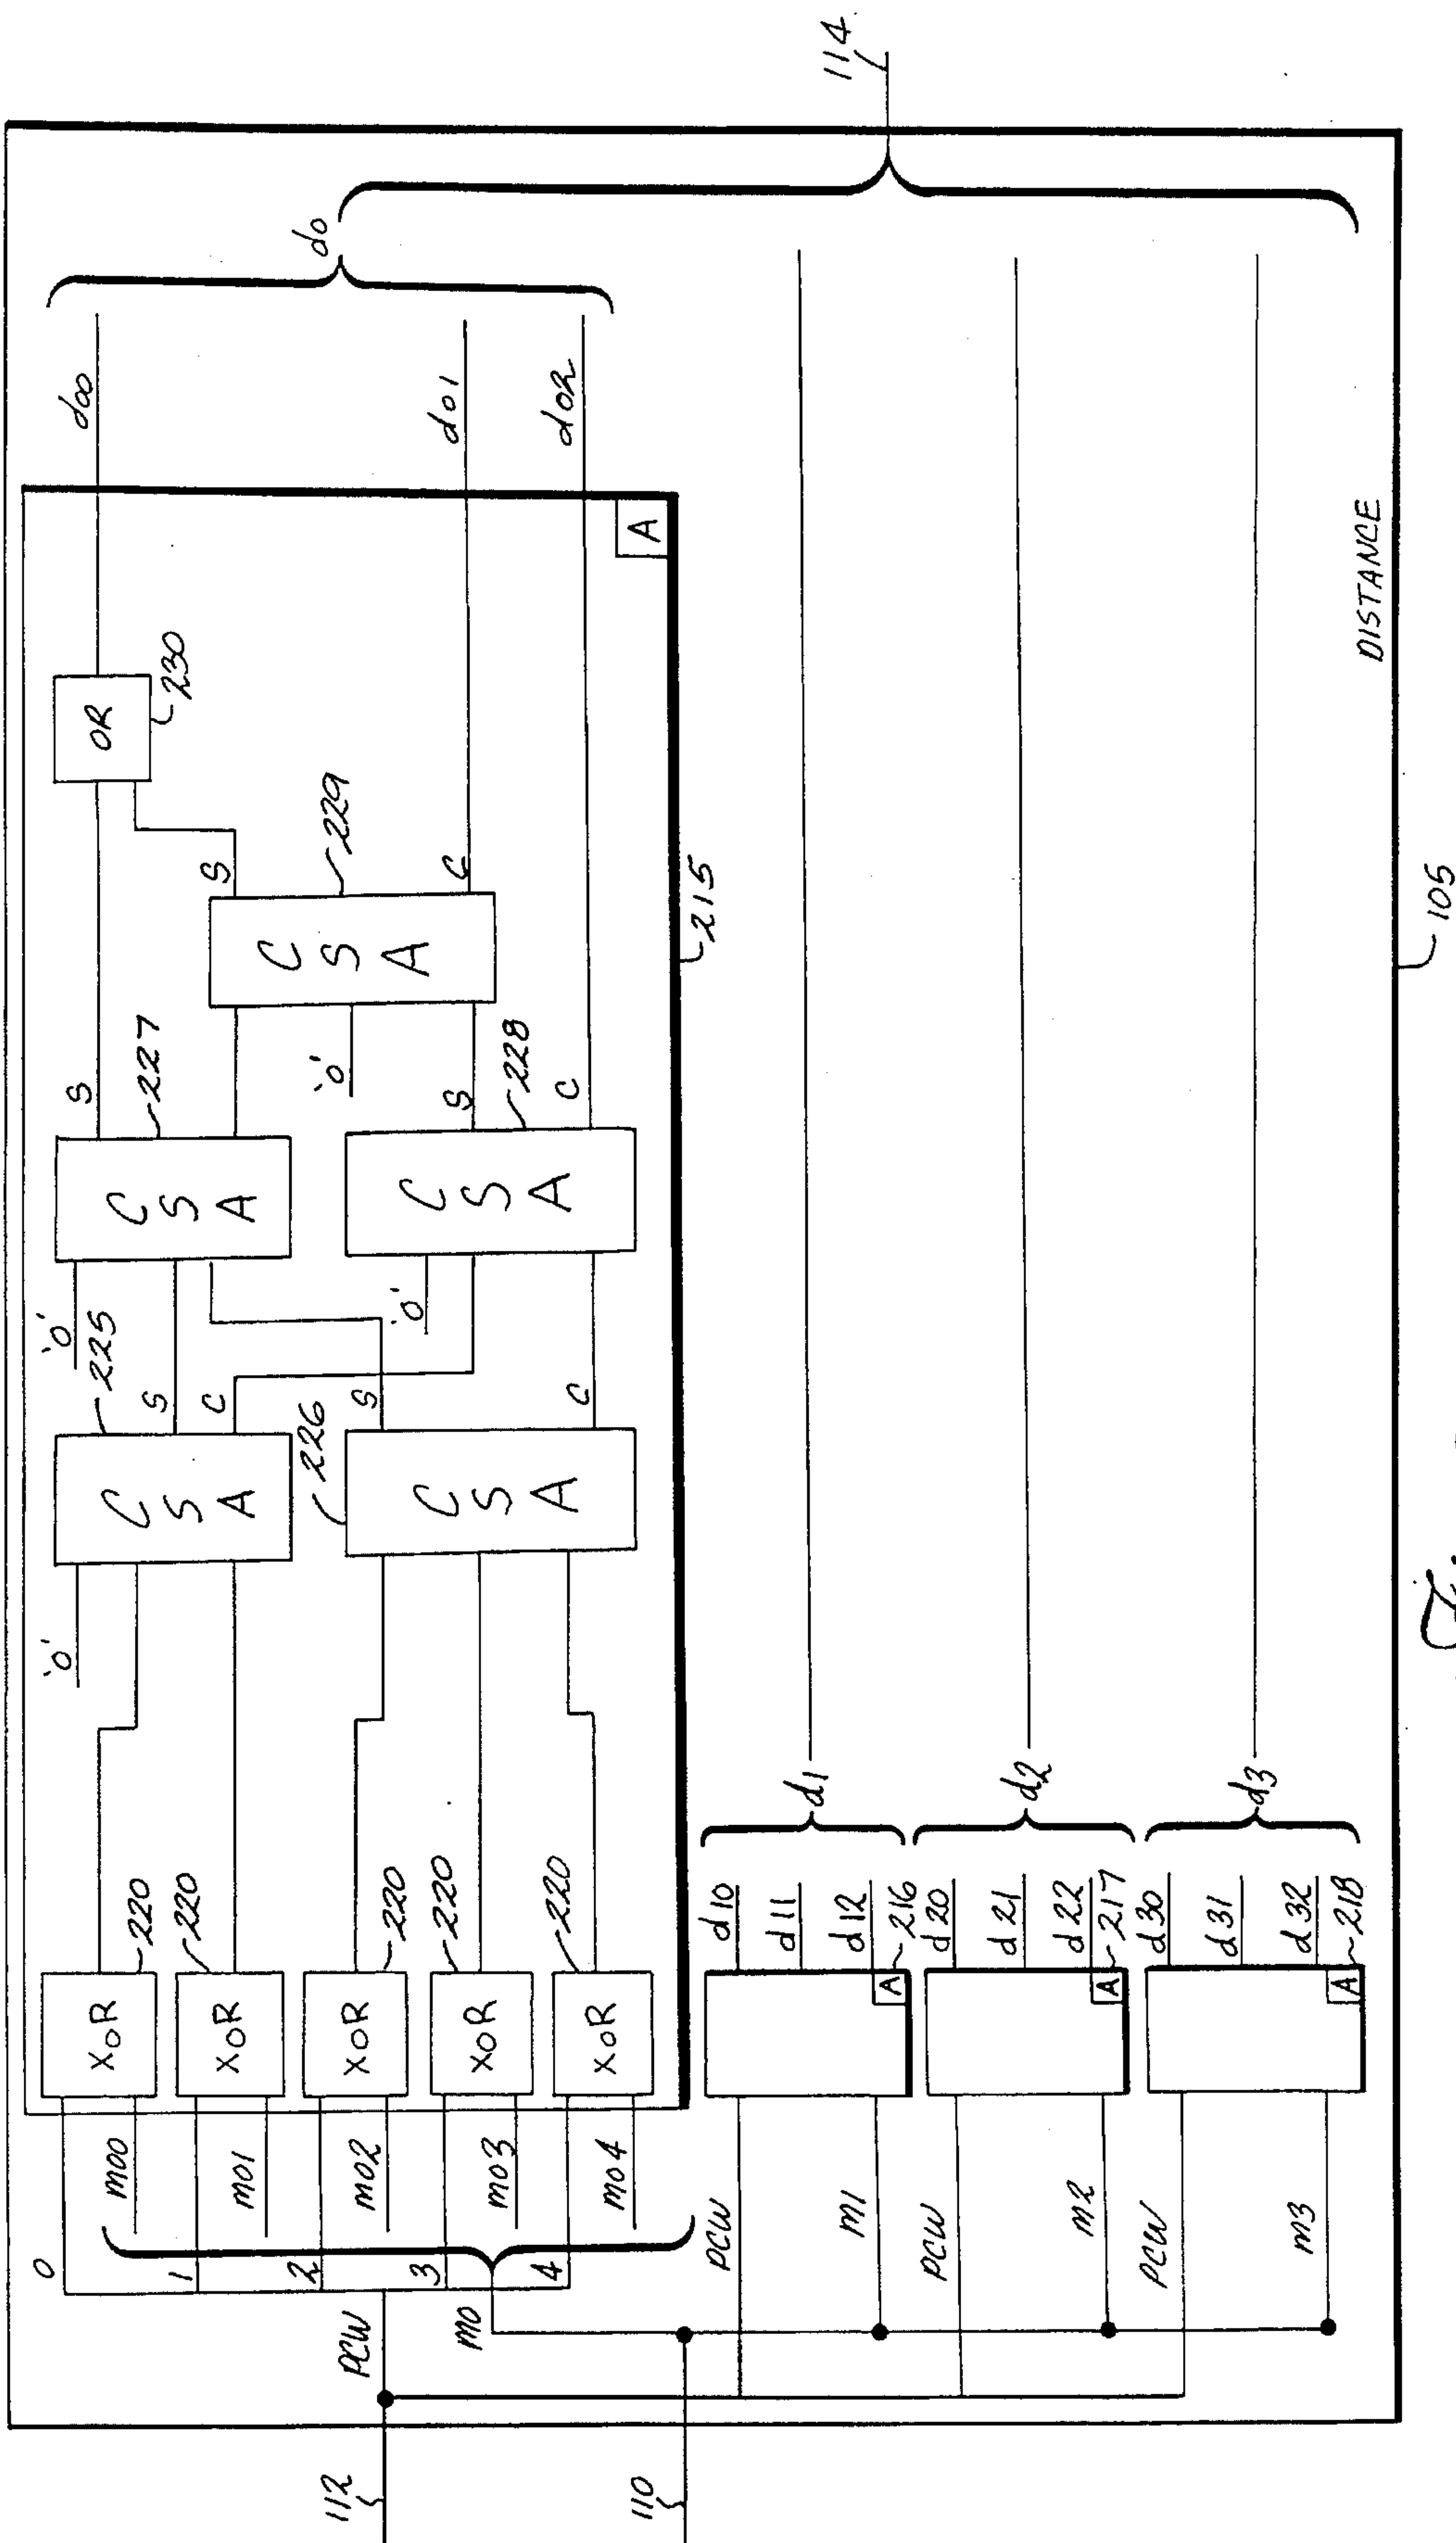 112
110
PCW
m0
0
1
2
3
4
m00
m01
m02
m03
m04
XOR
XOR
XOR
XOR
XOR
220
220
220
220
220
'0'
CSA
225
S
C
CSA
226
S
C
'0'
CSA
227
S
'0'
CSA
228
S
C
'0'
CSA
229
S
C
OR
230
A
215
d00
d01
d02
d0
114
PCW
m1
A
216
d10
d11
d12
d1
PCW
m2
A
217
d20
d21
d22
d2
PCW
m3
A
218
d30
d31
d32
d3
DISTANCE
105